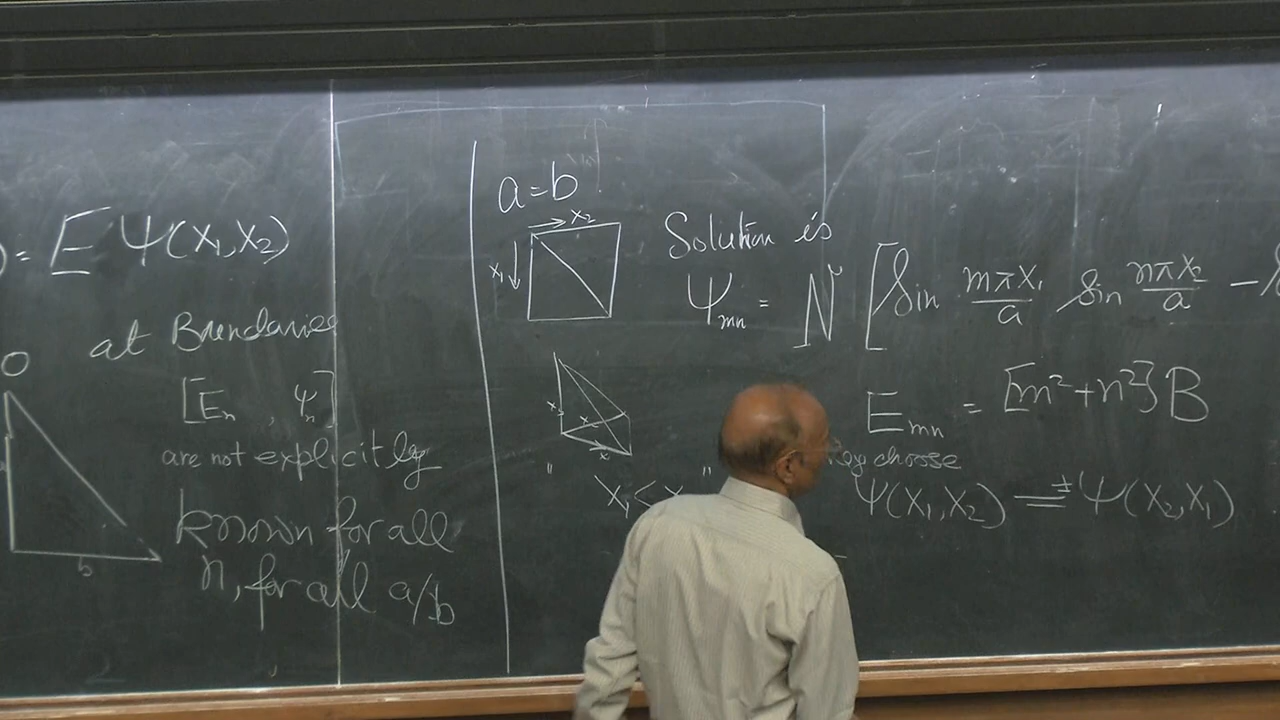 ) = E Ψ(x₁,x₂)
0 at Boundaries
[Eₙ , Ψₙ]
are not explicitly
known for all
n, for all a/b
b
a=b
x₂
x₁
x₁ <
Solution is
Ψₘₙ = N [Sin mπx₁/a Sin nπx₂/a −
Eₘₙ = [m²+n²] B
choose
Ψ(x₁,x₂) = ± Ψ(x₂,x₁)